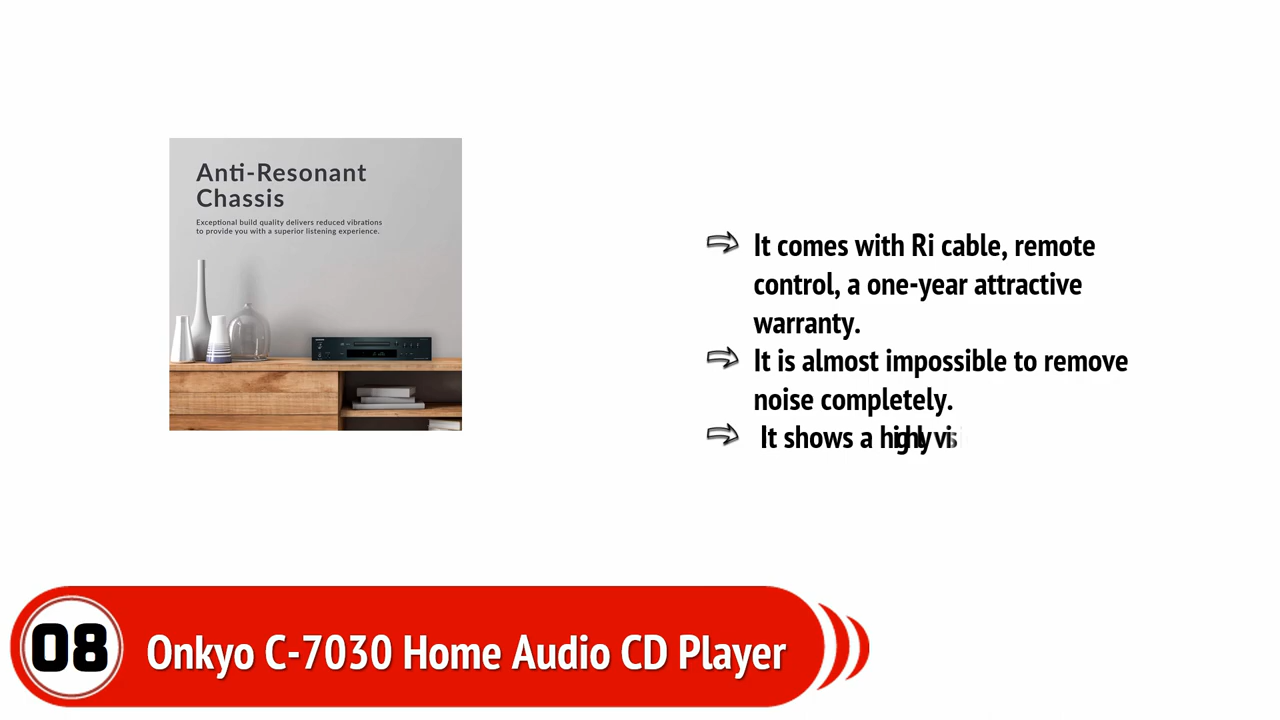 Anti-Resonant
Chassis
Exceptional build quality delivers reduced vibrations
to provide you with a superior listening experience.
It comes with Ri cable, remote
control, a one-year attractive
warranty.
It is almost impossible to remove
noise completely.
It shows a
08
Onkyo C-7030 Home Audio CD Player